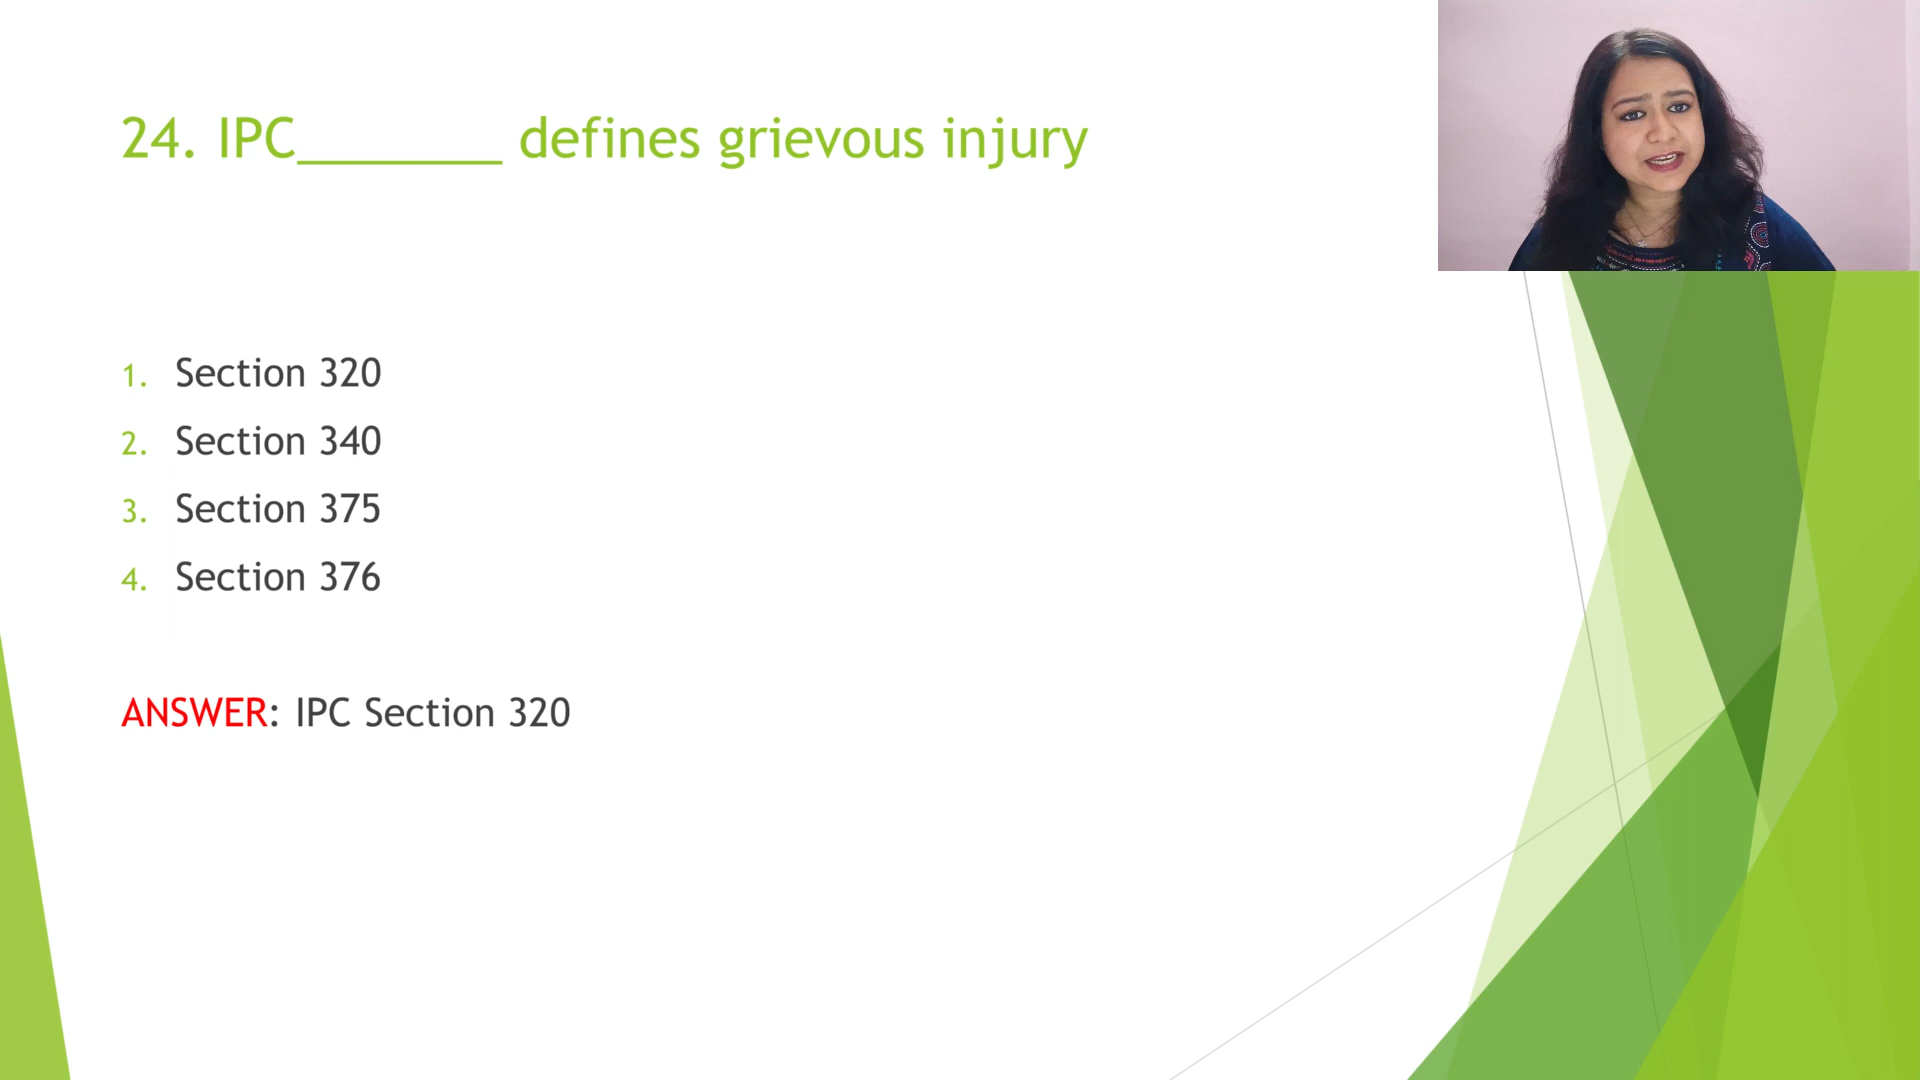 24. IPC_______ defines grievous injury
1. Section 320
2. Section 340
3. Section 375
4. Section 376
ANSWER: IPC Section 320